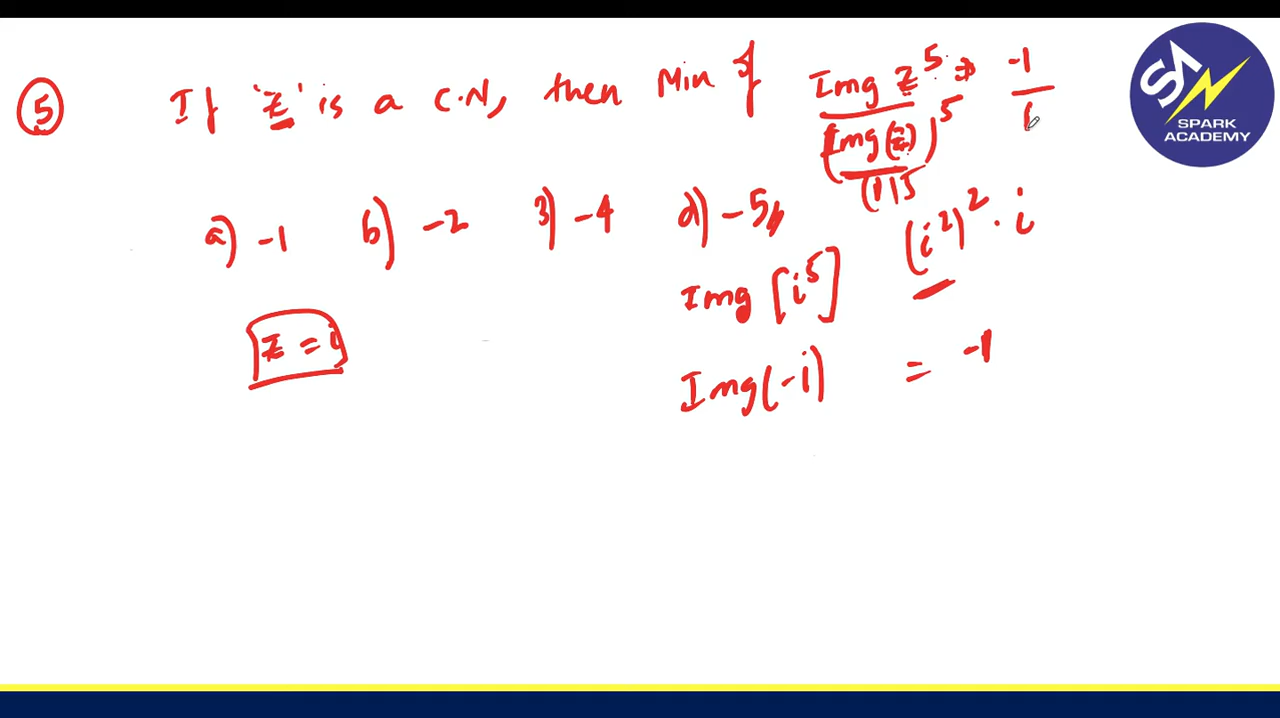 ⑤ If 'z' is a C.N, then Min of Img z^5 / (Img(z))^5 ⇒ -1 / 1
(1)^5
a) -1 b) -2 3) -4 d) -5
(i^2)^2 . i
Img [i^5]
z = i
Img(-i) = -1
SPARK
ACADEMY